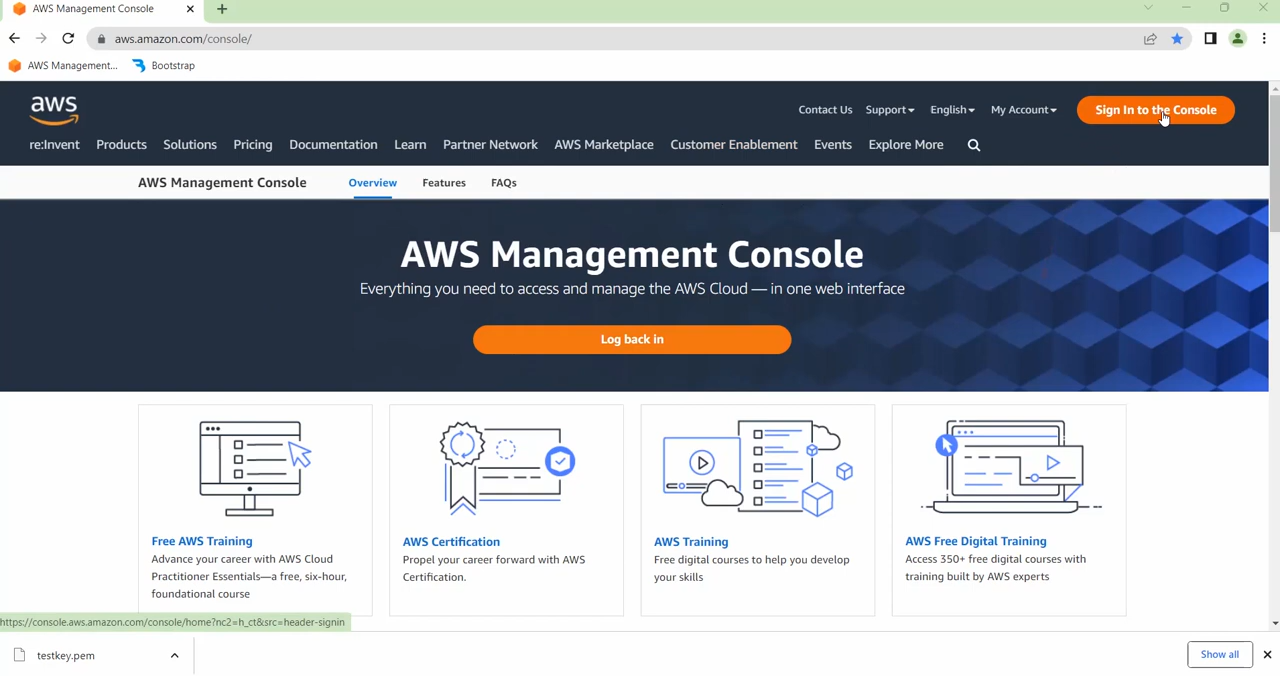 AWS Management Console
aws.amazon.com/console/
AWS Management... Bootstrap
aws
Contact Us Support English My Account Sign In to the Console
re:Invent Products Solutions Pricing Documentation Learn Partner Network AWS Marketplace Customer Enablement Events Explore More
AWS Management Console Overview Features FAQs
AWS Management Console
Everything you need to access and manage the AWS Cloud — in one web interface
Log back in
Free AWS Training
Advance your career with AWS Cloud
Practitioner Essentials—a free, six-hour,
foundational course
AWS Certification
Propel your career forward with AWS
Certification.
AWS Training
Free digital courses to help you develop
your skills
AWS Free Digital Training
Access 350+ free digital courses with
training built by AWS experts
https://console.aws.amazon.com/console/home?nc2=h_ct&src=header-signin
testkey.pem Show all